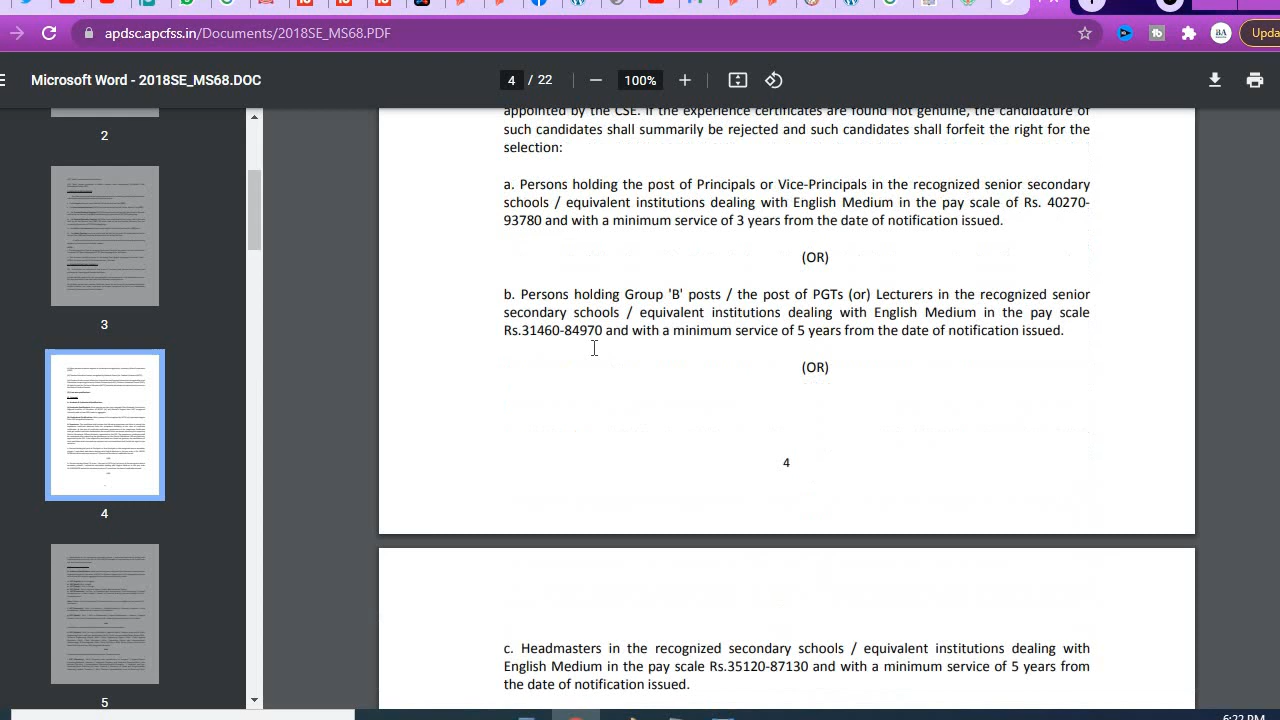 apdsc.apcfss.in/Documents/2018SE_MS68.PDF
BA
Upda
Microsoft Word - 2018SE_MS68.DOC
4 / 22
100%
2
3
4
5
appointed by the CSE. If the experience certificates are found not genuine, the candidature of
such candidates shall summarily be rejected and such candidates shall forfeit the right for the
selection:
a. Persons holding the post of Principals or Vice-Principals in the recognized senior secondary
schools / equivalent institutions dealing with English Medium in the pay scale of Rs. 40270-
93780 and with a minimum service of 3 years from the date of notification issued.
(OR)
b. Persons holding Group 'B' posts / the post of PGTs (or) Lecturers in the recognized senior
secondary schools / equivalent institutions dealing with English Medium in the pay scale
Rs.31460-84970 and with a minimum service of 5 years from the date of notification issued.
(OR)
4
c. Headmasters in the recognized secondary schools / equivalent institutions dealing with
English Medium in the pay scale Rs.35120-87130 and with a minimum service of 5 years from
the date of notification issued.
6:22 PM